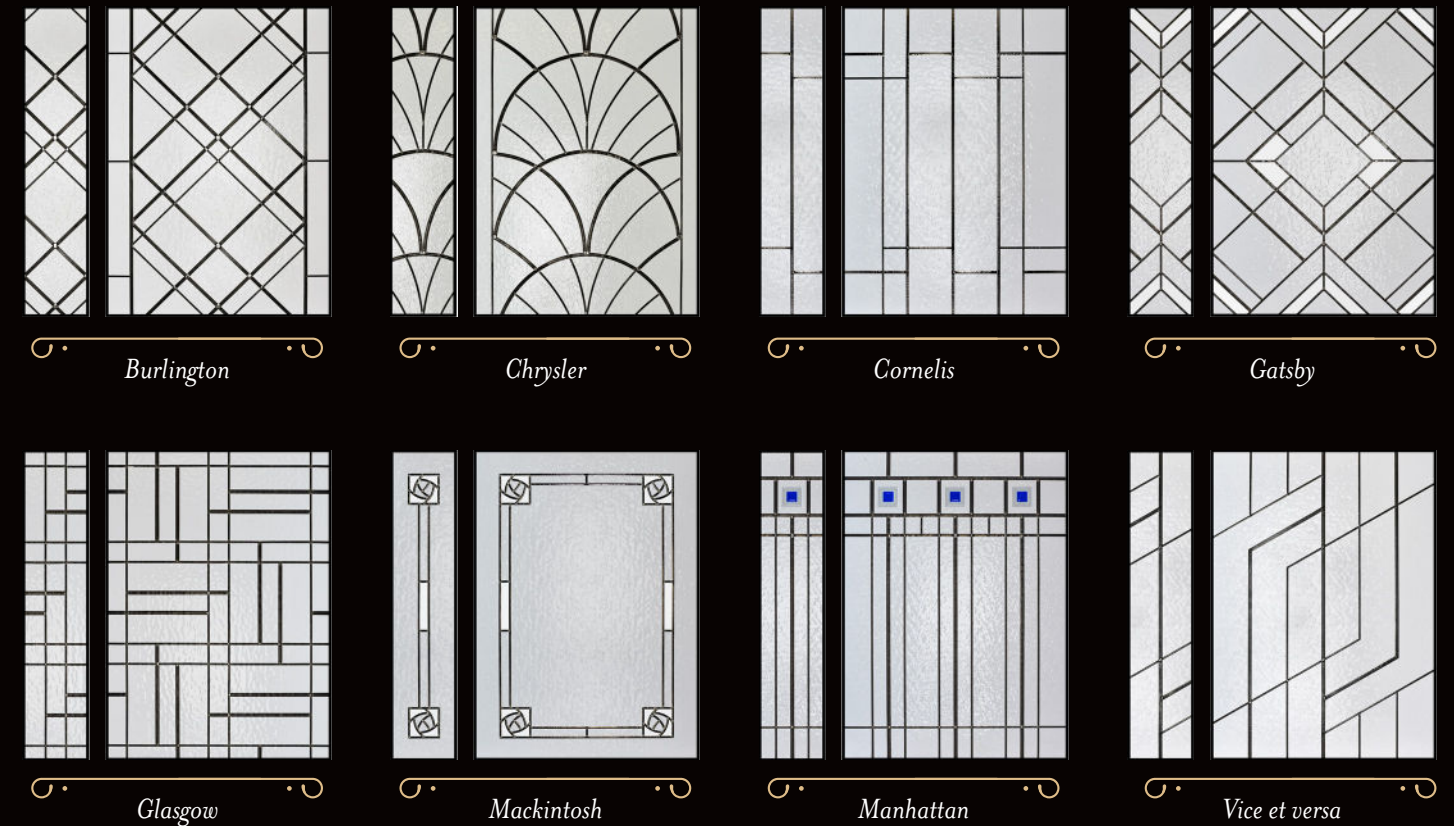 Burlington
Chrysler
Cornelis
Gatsby
Glasgow
Mackintosh
Manhattan
Vice et versa